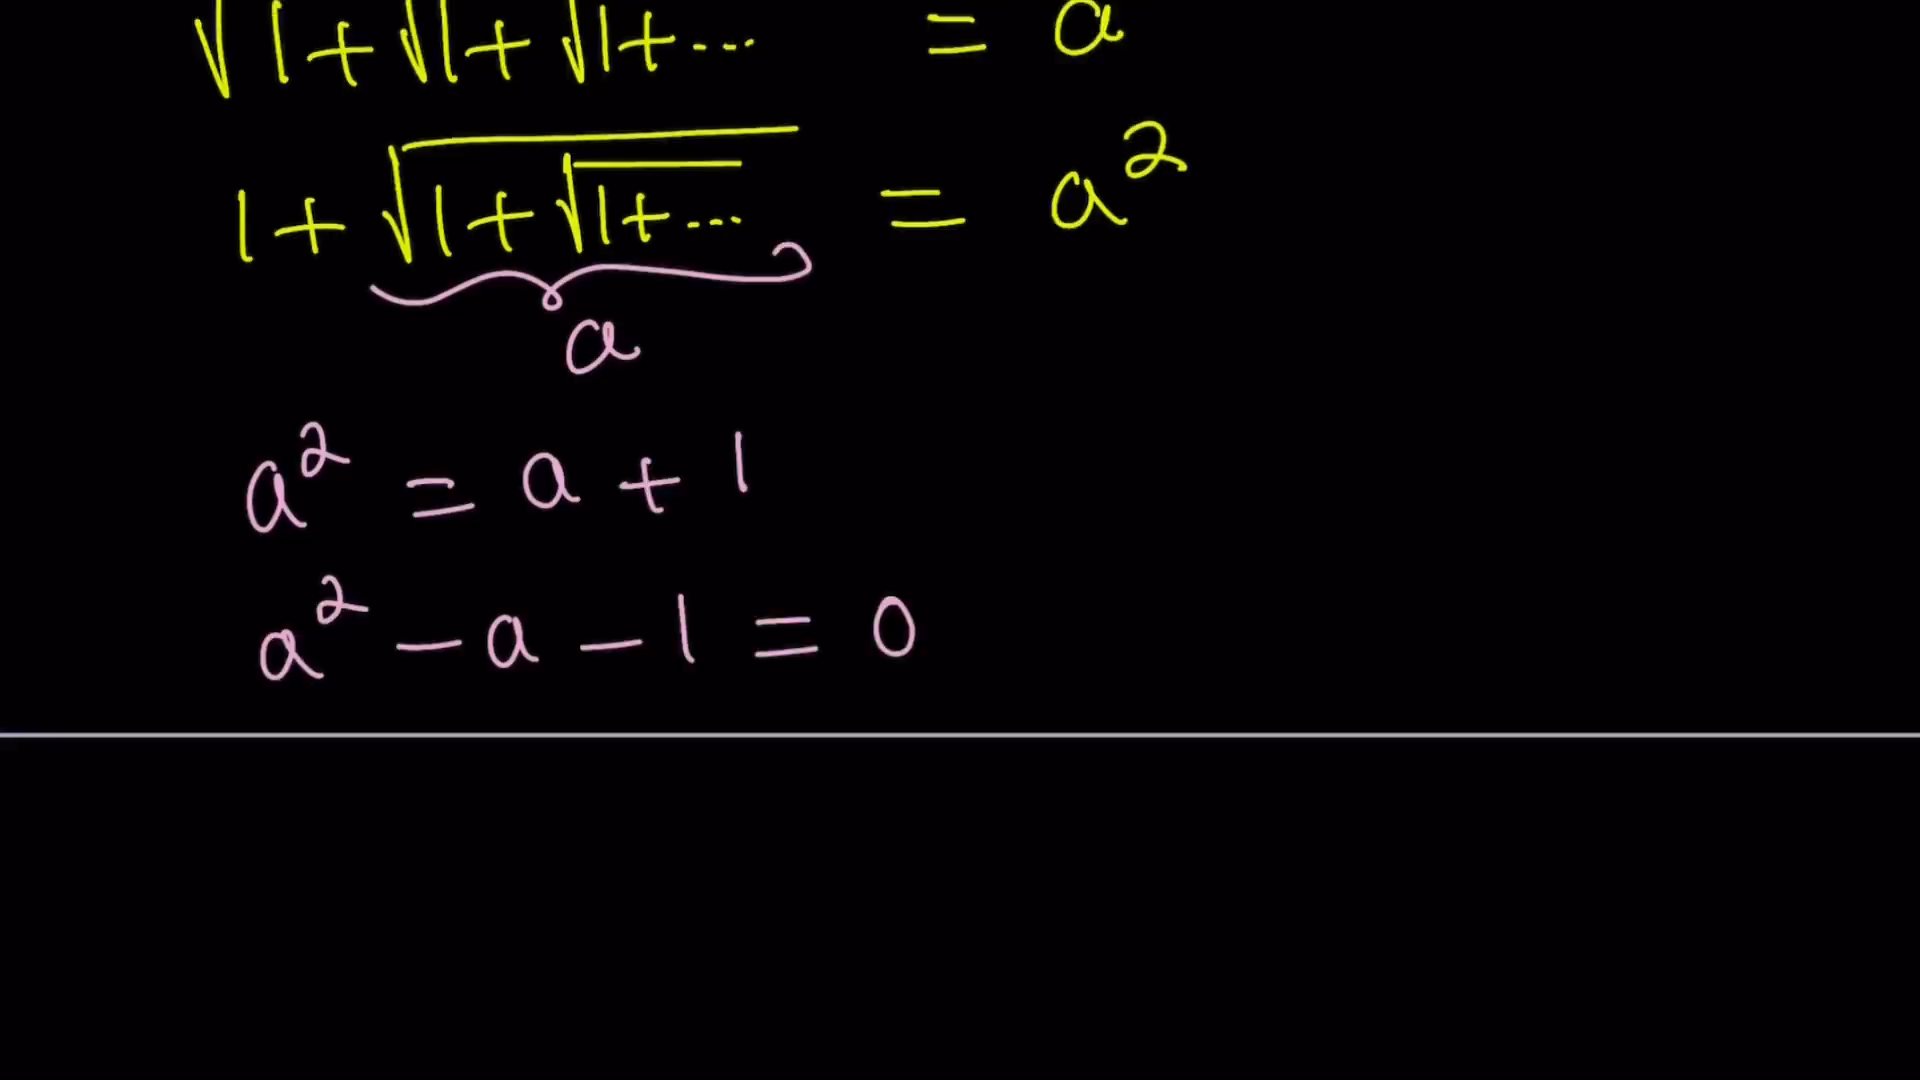 √1+√1+√1+... = a
1+√1+√1+... = a²
a
a² = a + 1
a² - a - 1 = 0